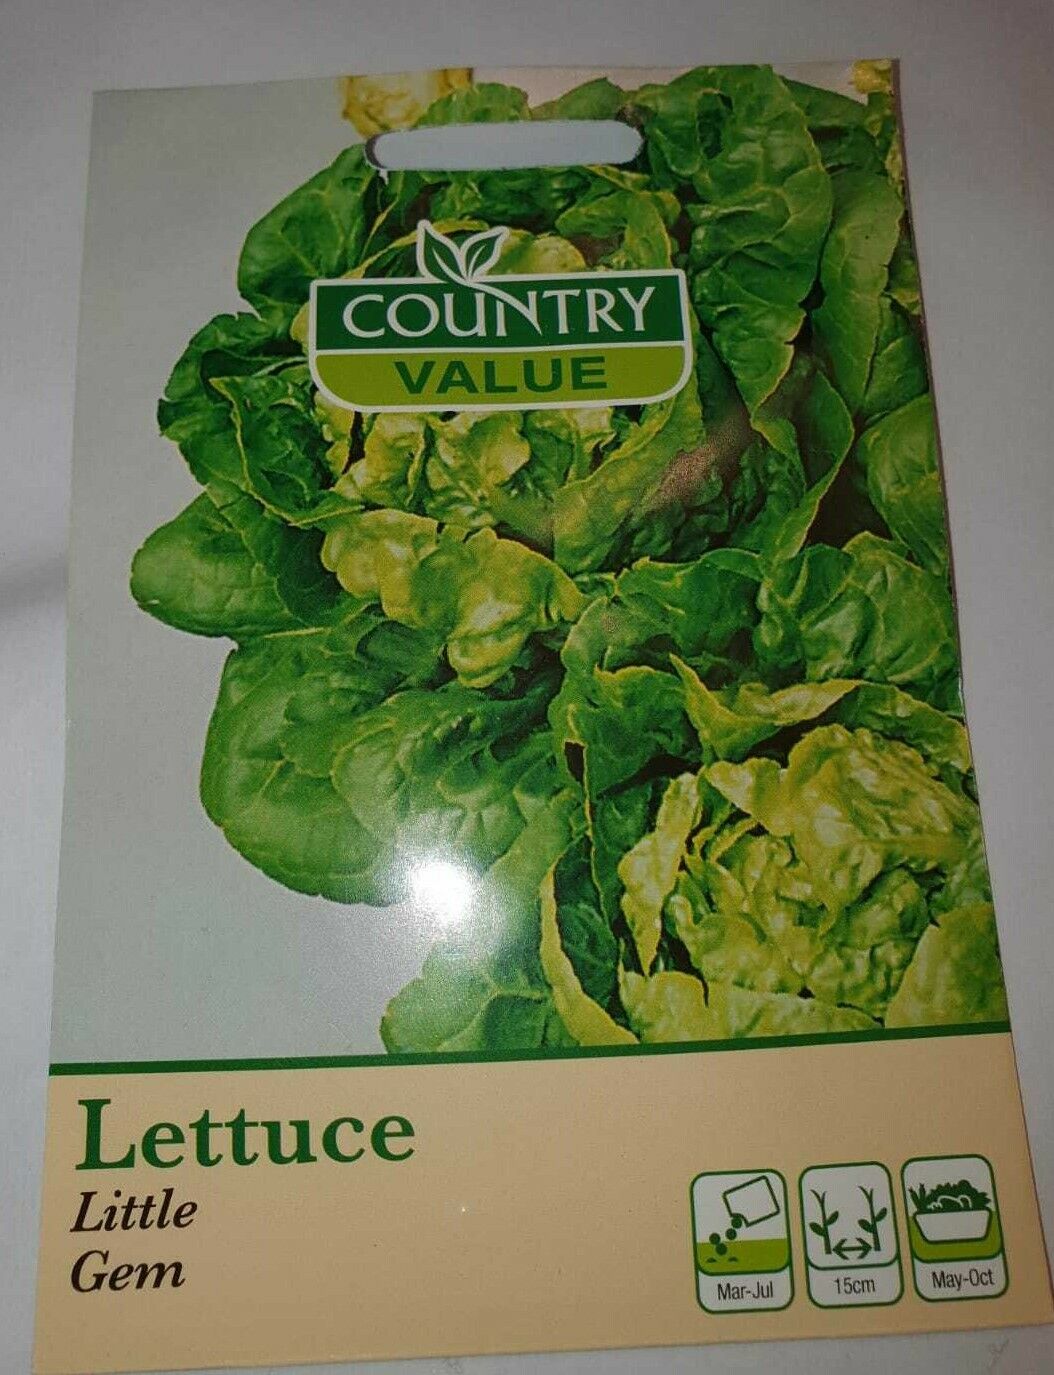 COUNTRY
VALUE
Lettuce
Little
Gem
Mar-Jul
15cm
May-Oct